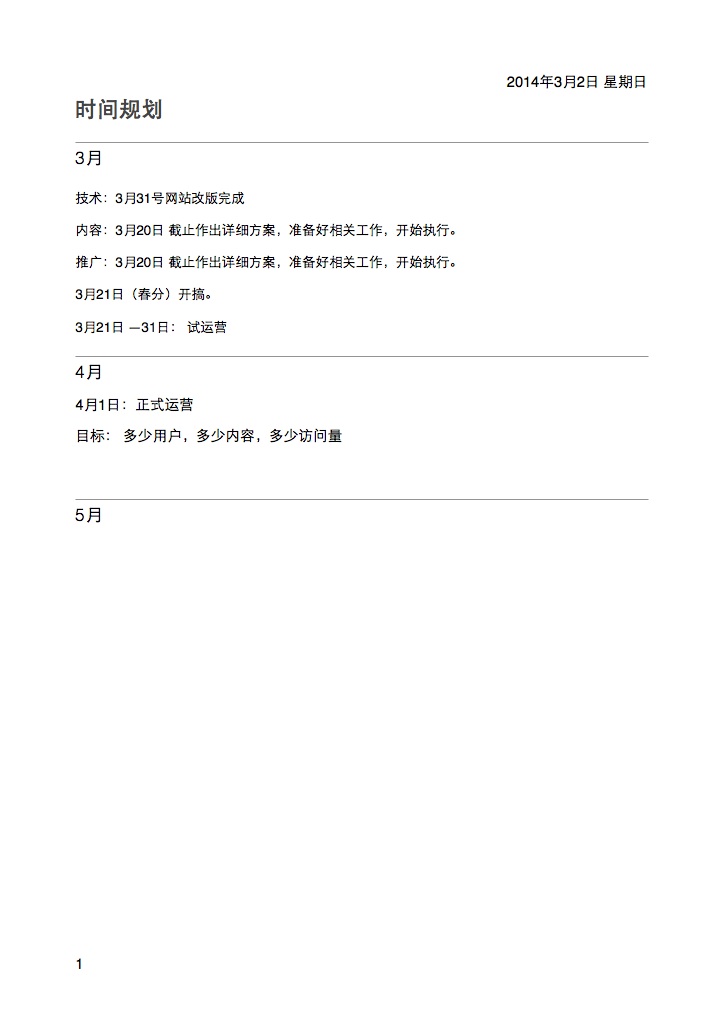 2014年3月2日 星期日
时间规划
3月
技术：3月31号网站改版完成
内容：3月20日 截止作出详细方案，准备好相关工作，开始执行。
推广：3月20日 截止作出详细方案，准备好相关工作，开始执行。
3月21日（春分）开搞。
3月21日 —31日： 试运营
4月
4月1日：正式运营
目标： 多少用户，多少内容，多少访问量
5月
1